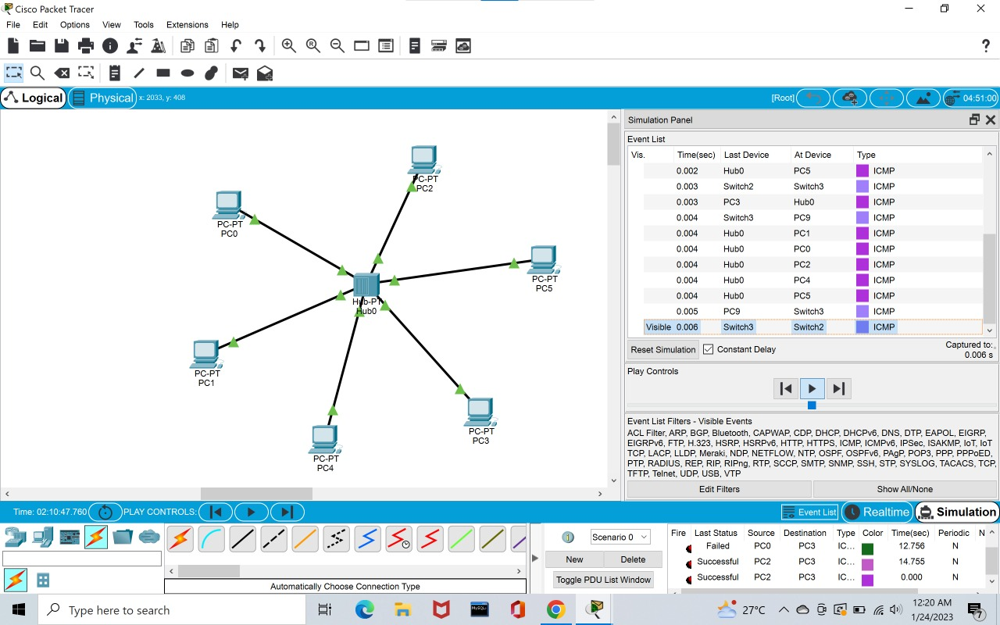 Cisco Packet Tracer
File Edit Options View Tools Extensions Help
?
Logical Physical x: 2033, y: 408 [Root] 04:51:00
PC-PT
PC2
PC-PT
PC0
PC-PT
PC5
Hub-PT
Hub0
PC-PT
PC1
PC-PT
PC3
PC-PT
PC4
Simulation Panel
Event List
Vis. Time(sec) Last Device At Device Type
0.002 Hub0 PC5 ICMP
0.003 Switch2 Switch3 ICMP
0.003 PC3 Hub0 ICMP
0.004 Switch3 PC9 ICMP
0.004 Hub0 PC1 ICMP
0.004 Hub0 PC0 ICMP
0.004 Hub0 PC2 ICMP
0.004 Hub0 PC4 ICMP
0.004 Hub0 PC5 ICMP
0.005 PC9 Switch3 ICMP
Visible 0.006 Switch3 Switch2 ICMP
Reset Simulation Constant Delay Captured to:
0.006 s
Play Controls
Event List Filters - Visible Events
ACL Filter, ARP, BGP, Bluetooth, CAPWAP, CDP, DHCP, DHCPv6, DNS, DTP, EAPOL, EIGRP,
EIGRPv6, FTP, H.323, HSRP, HSRPv6, HTTP, HTTPS, ICMP, ICMPv6, IPSec, ISAKMP, IoT, IoT
TCP, LACP, LLDP, Meraki, NDP, NETFLOW, NTP, OSPF, OSPFv6, PAgP, POP3, PPP, PPPoED,
PTP, RADIUS, REP, RIP, RIPng, RTP, SCCP, SMTP, SNMP, SSH, STP, SYSLOG, TACACS, TCP,
TFTP, Telnet, UDP, USB, VTP
Edit Filters Show All/None
Time: 02:10:47.760 PLAY CONTROLS: Event List Realtime Simulation
Automatically Choose Connection Type
Scenario 0
New Delete
Toggle PDU List Window
Fire Last Status Source Destination Type Color Time(sec) Periodic N
Failed PC0 PC3 IC... 12.756 N
Successful PC2 PC3 IC... 14.755 N
Successful PC2 PC3 IC... 0.000 N
Type here to search
MySQL
27°C
12:20 AM
1/24/2023
7